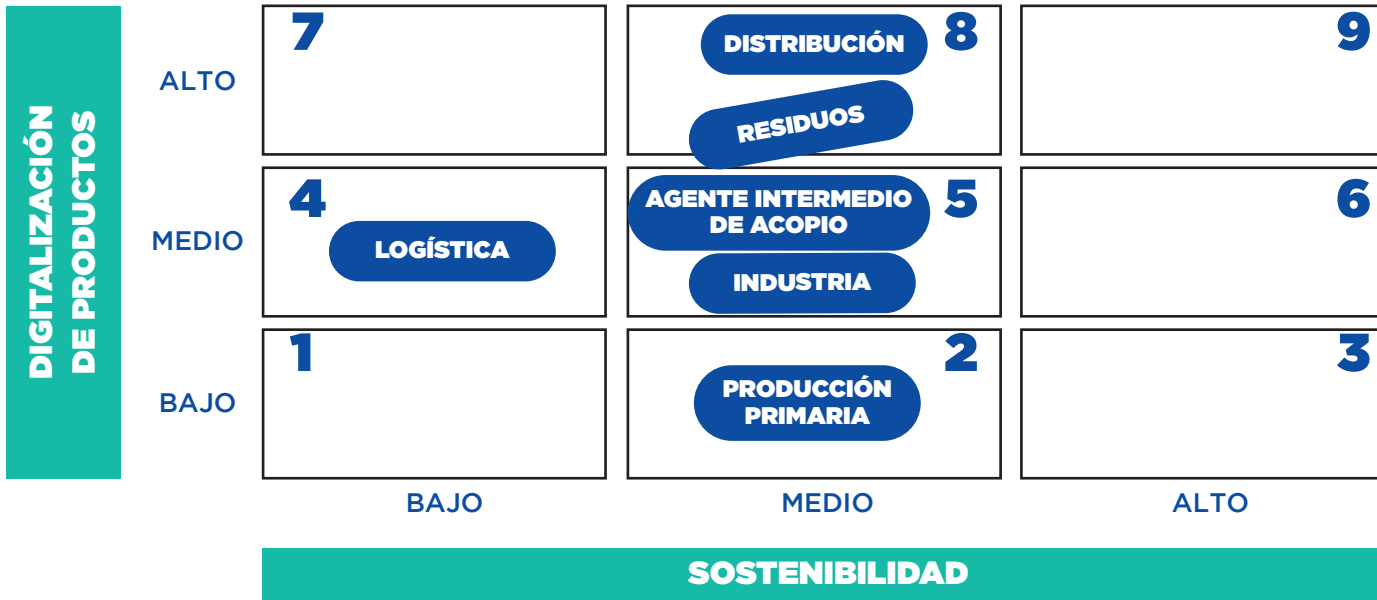 DIGITALIZACIÓN
DE PRODUCTOS
ALTO
7
DISTRIBUCIÓN
8
RESIDUOS
9
MEDIO
4
LOGÍSTICA
AGENTE INTERMEDIO
DE ACOPIO
5
INDUSTRIA
6
BAJO
1
PRODUCCIÓN
PRIMARIA
2
3
BAJO
MEDIO
ALTO
SOSTENIBILIDAD